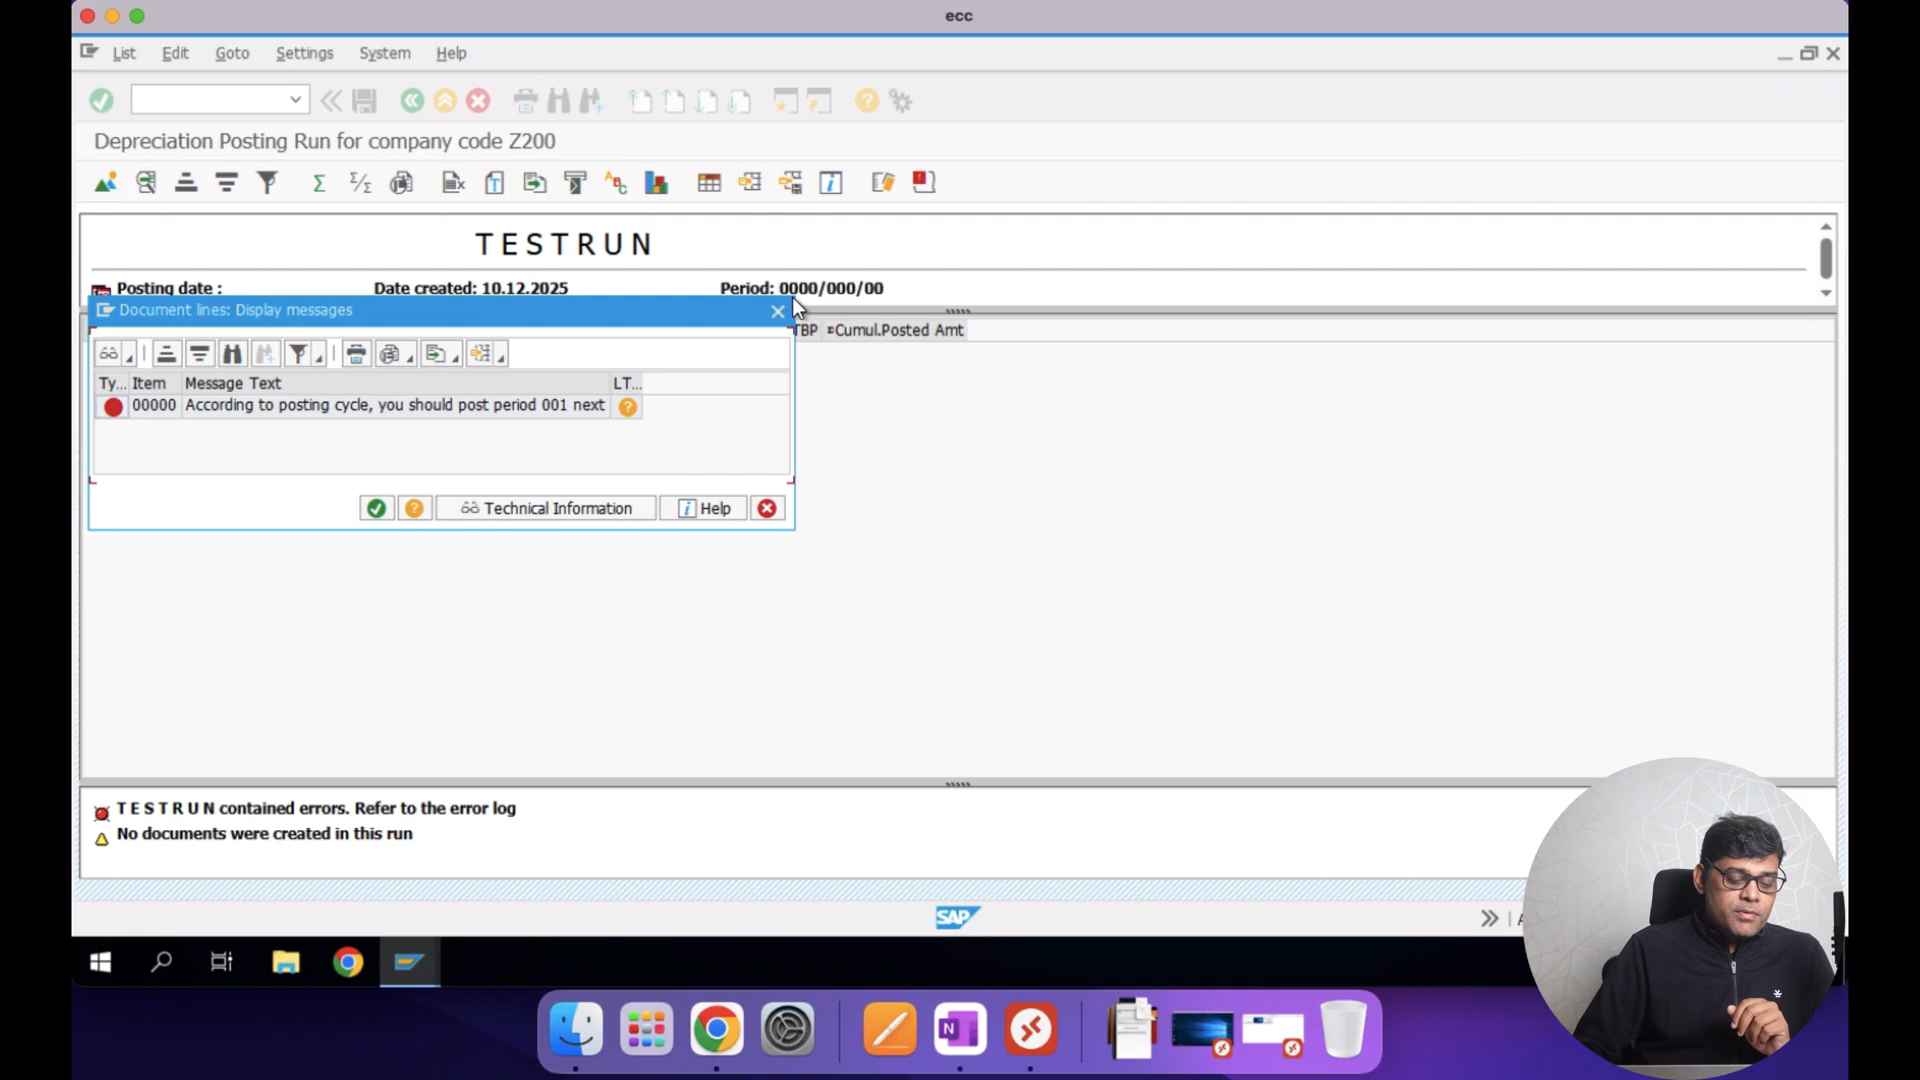 ecc
List Edit Goto Settings System Help
Depreciation Posting Run for company code Z200
T E S T R U N
Posting date : Date created: 10.12.2025 Period: 0000/000/00
Document lines: Display messages
TBP ¤Cumul.Posted Amt
Ty... Item Message Text LT...
00000 According to posting cycle, you should post period 001 next
Technical Information Help
T E S T R U N contained errors. Refer to the error log
No documents were created in this run
SAP